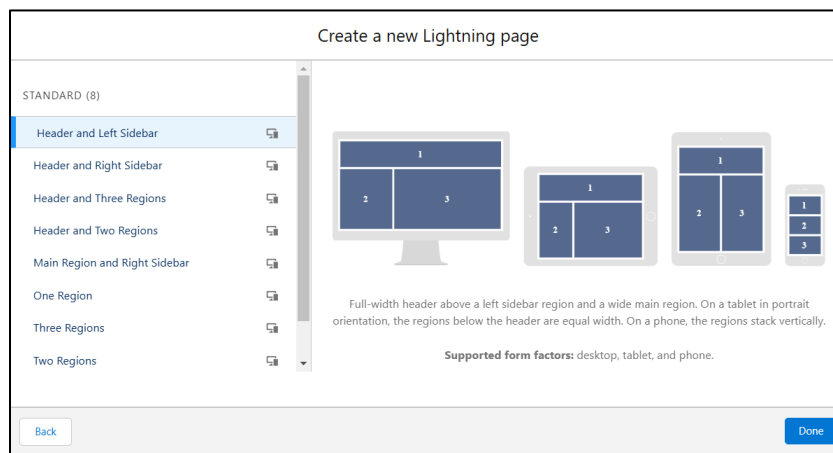 Create a new Lightning page
STANDARD (8)
Header and Left Sidebar
Header and Right Sidebar
Header and Three Regions
Header and Two Regions
Main Region and Right Sidebar
One Region
Three Regions
Two Regions
1
2 3
1
2 3
1
2 3
1
2
3
Full-width header above a left sidebar region and a wide main region. On a tablet in portrait
orientation, the regions below the header are equal width. On a phone, the regions stack vertically.
Supported form factors: desktop, tablet, and phone.
Back
Done